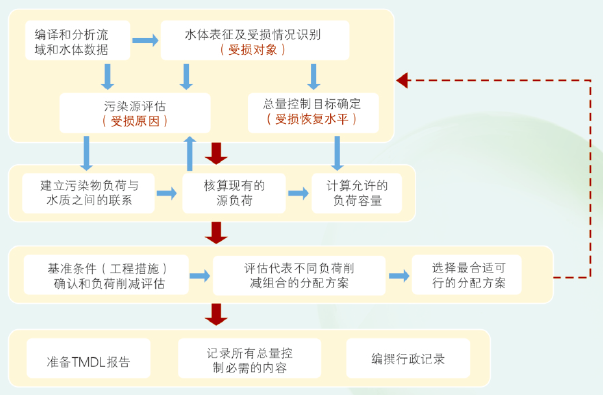 编译和分析流
域和水体数据
水体表征及受损情况识别
（受损对象）
污染源评估
（受损原因）
总量控制目标确定
（受损恢复水平）
建立污染物负荷与
水质之间的联系
核算现有的
源负荷
计算允许的
负荷容量
基准条件（工程措施）
确认和负荷削减评估
评估代表不同负荷削
减组合的分配方案
选择最合适可
行的分配方案
准备TMDL报告
记录所有总量控
制必需的内容
编撰行政记录